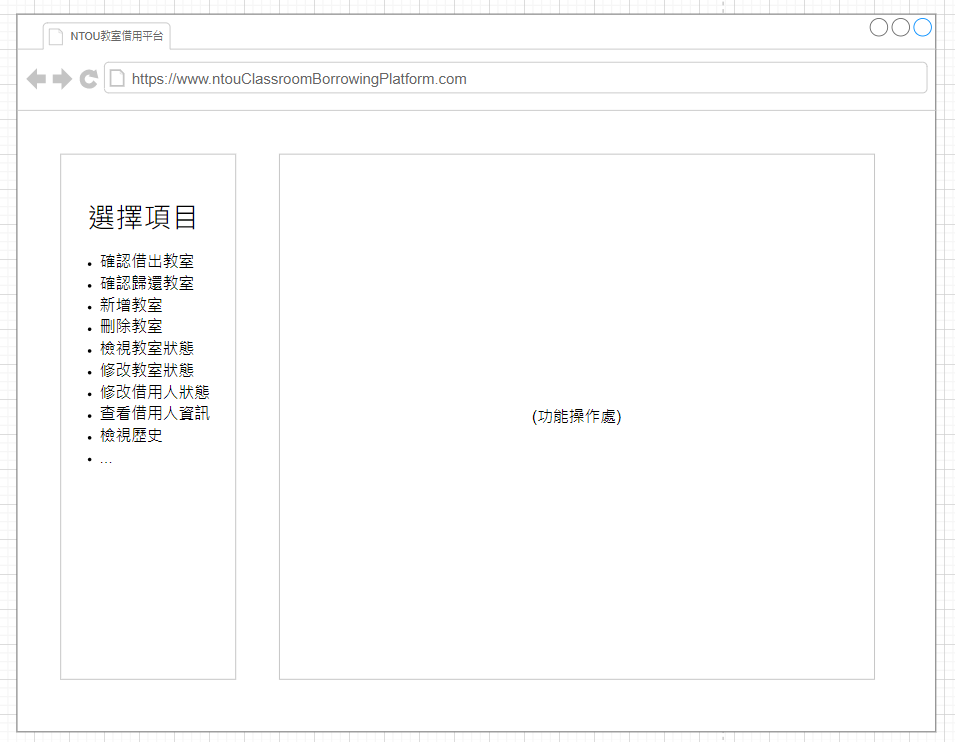 NTOU教室借用平台
https://www.ntouClassroomBorrowingPlatform.com
選擇項目
• 確認借出教室
• 確認歸還教室
• 新增教室
• 刪除教室
• 檢視教室狀態
• 修改教室狀態
• 修改借用人狀態
• 查看借用人資訊
• 檢視歷史
• ...
(功能操作處)